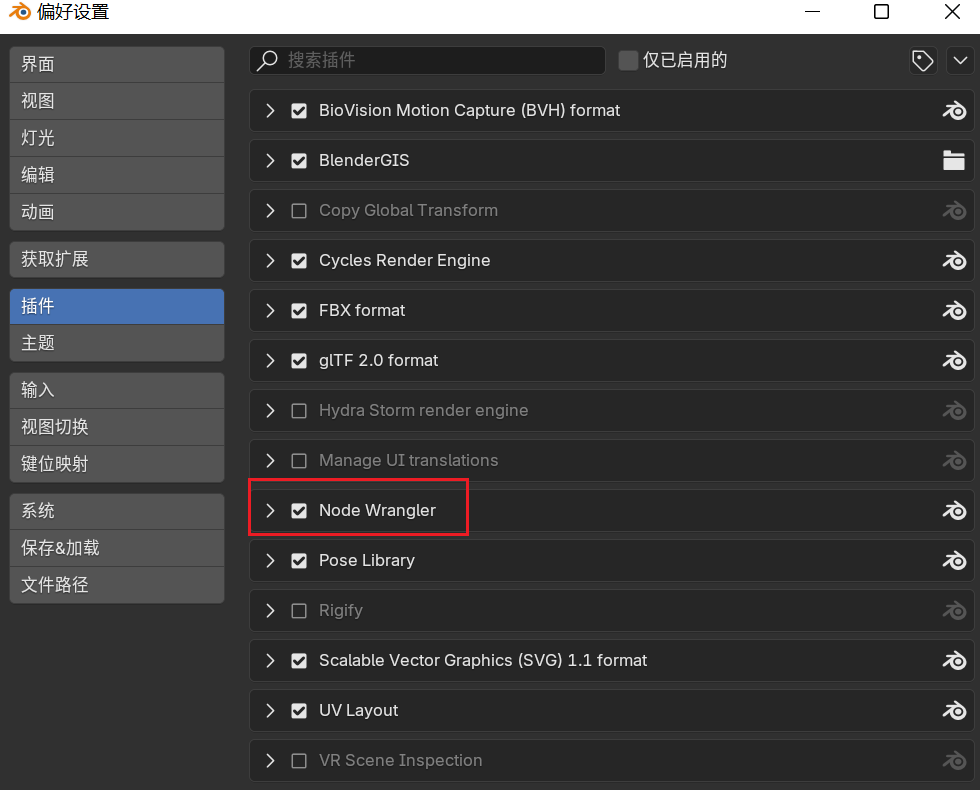 偏好设置
界面
视图
灯光
编辑
动画
获取扩展
插件
主题
输入
视图切换
键位映射
系统
保存&加载
文件路径
搜索插件
仅已启用的
BioVision Motion Capture (BVH) format
BlenderGIS
Copy Global Transform
Cycles Render Engine
FBX format
glTF 2.0 format
Hydra Storm render engine
Manage UI translations
Node Wrangler
Pose Library
Rigify
Scalable Vector Graphics (SVG) 1.1 format
UV Layout
VR Scene Inspection